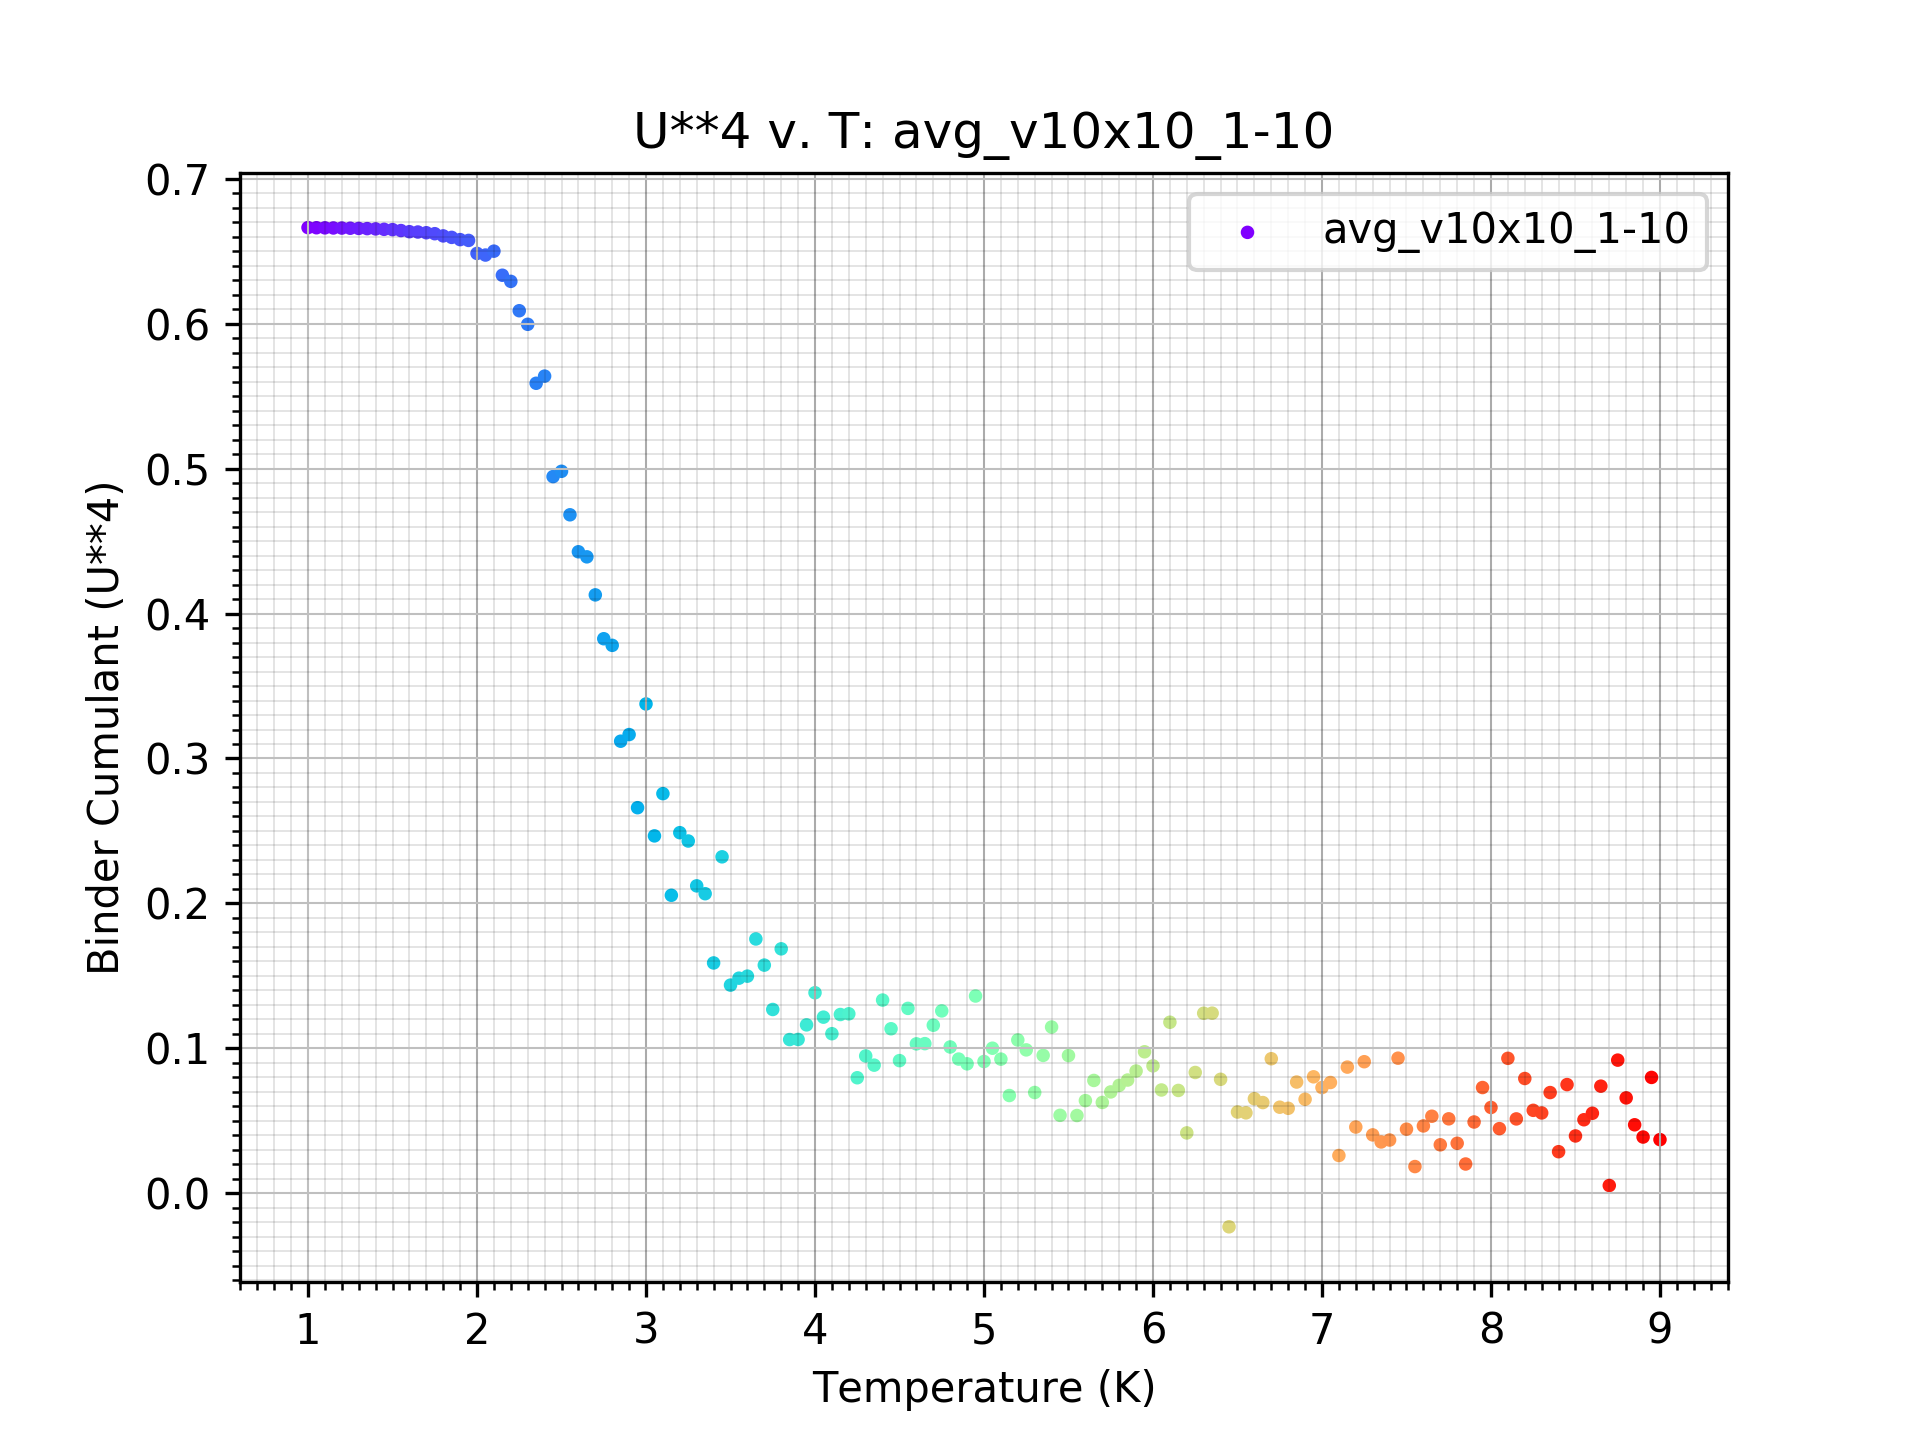 U**4 v. T: avg_v10x10_1-10
avg_v10x10_1-10
0.7
0.6
0.5
0.4
0.3
0.2
0.1
0.0
Binder Cumulant (U**4)
1 2 3 4 5 6 7 8 9
Temperature (K)